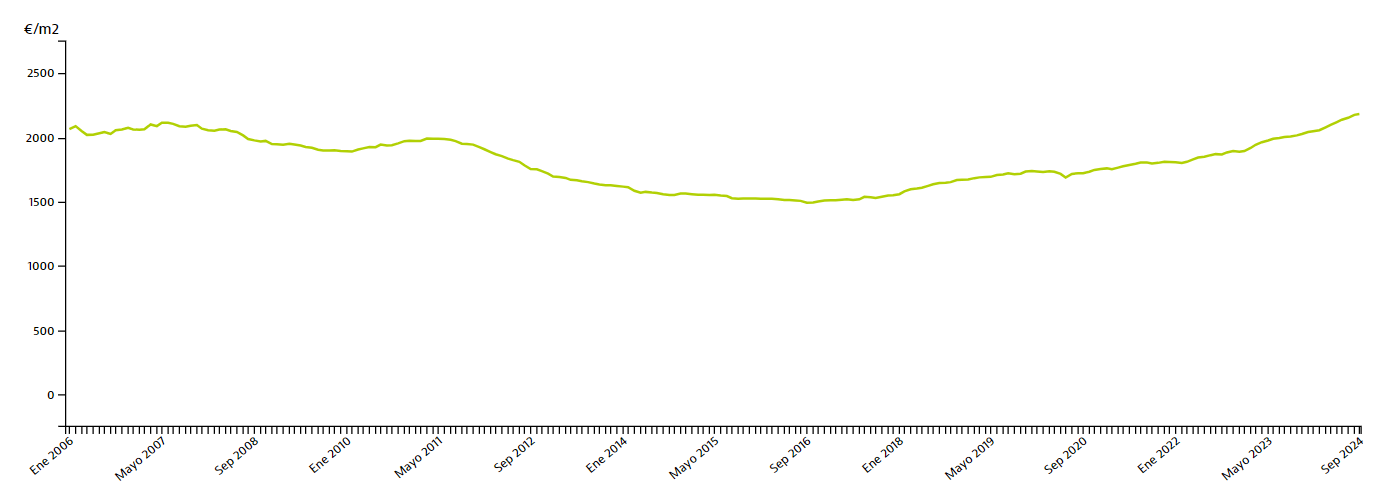 €/m2
2500
2000
1500
1000
500
0
Ene 2006
Mayo 2007
Sep 2008
Ene 2010
Mayo 2011
Sep 2012
Ene 2014
Mayo 2015
Sep 2016
Ene 2018
Mayo 2019
Sep 2020
Ene 2022
Mayo 2023
Sep 2024